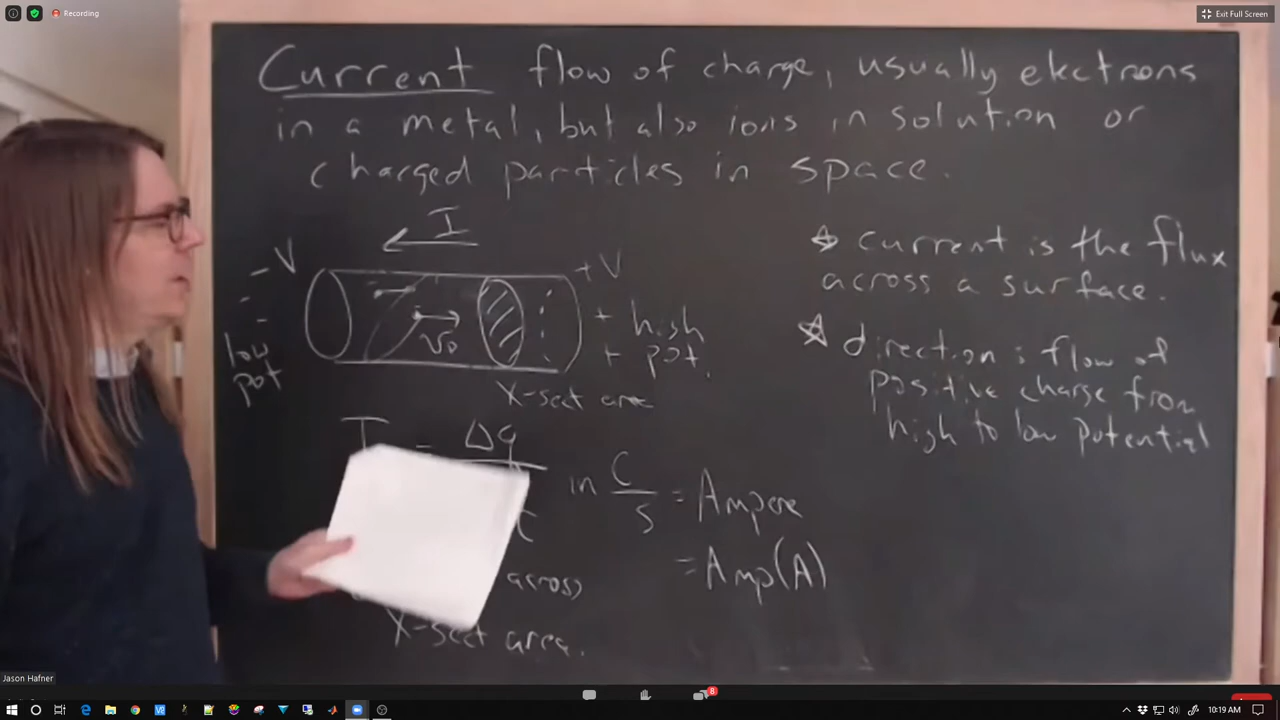 Recording
Exit Full Screen
Current flow of charge, usually electrons
in a metal, but also ions in solution or
charged particles in space.
I
- V
+ V
-
-
low
pot
v₀
+ high
+ pot.
X-sect area
I = Δq
t
in C/s = Ampere
= Amp(A)
across
X-sect area.
☆ current is the flux
across a surface.
☆ direction: flow of
positive charge from
high to low potential
Jason Hafner
8
10:19 AM